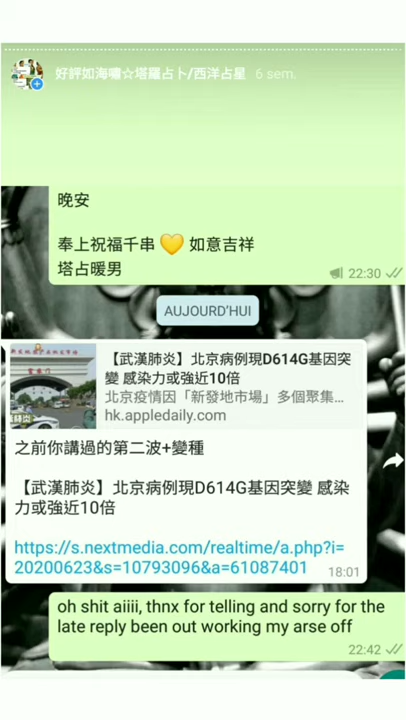 好評如海嘯☆塔羅占卜/西洋占星 6 sem.
晚安
奉上祝福千串 💛 如意吉祥
塔占暖男
22:30
AUJOURD'HUI
【武漢肺炎】北京病例現D614G基因突
變 感染力或強近10倍
北京疫情因「新發地市場」多個聚集...
hk.appledaily.com
之前你講過的第二波+變種
【武漢肺炎】北京病例現D614G基因突變 感染
力或強近10倍
https://s.nextmedia.com/realtime/a.php?i=
20200623&s=10793096&a=61087401
18:01
oh shit aiiii, thnx for telling and sorry for the
late reply been out working my arse off
22:42